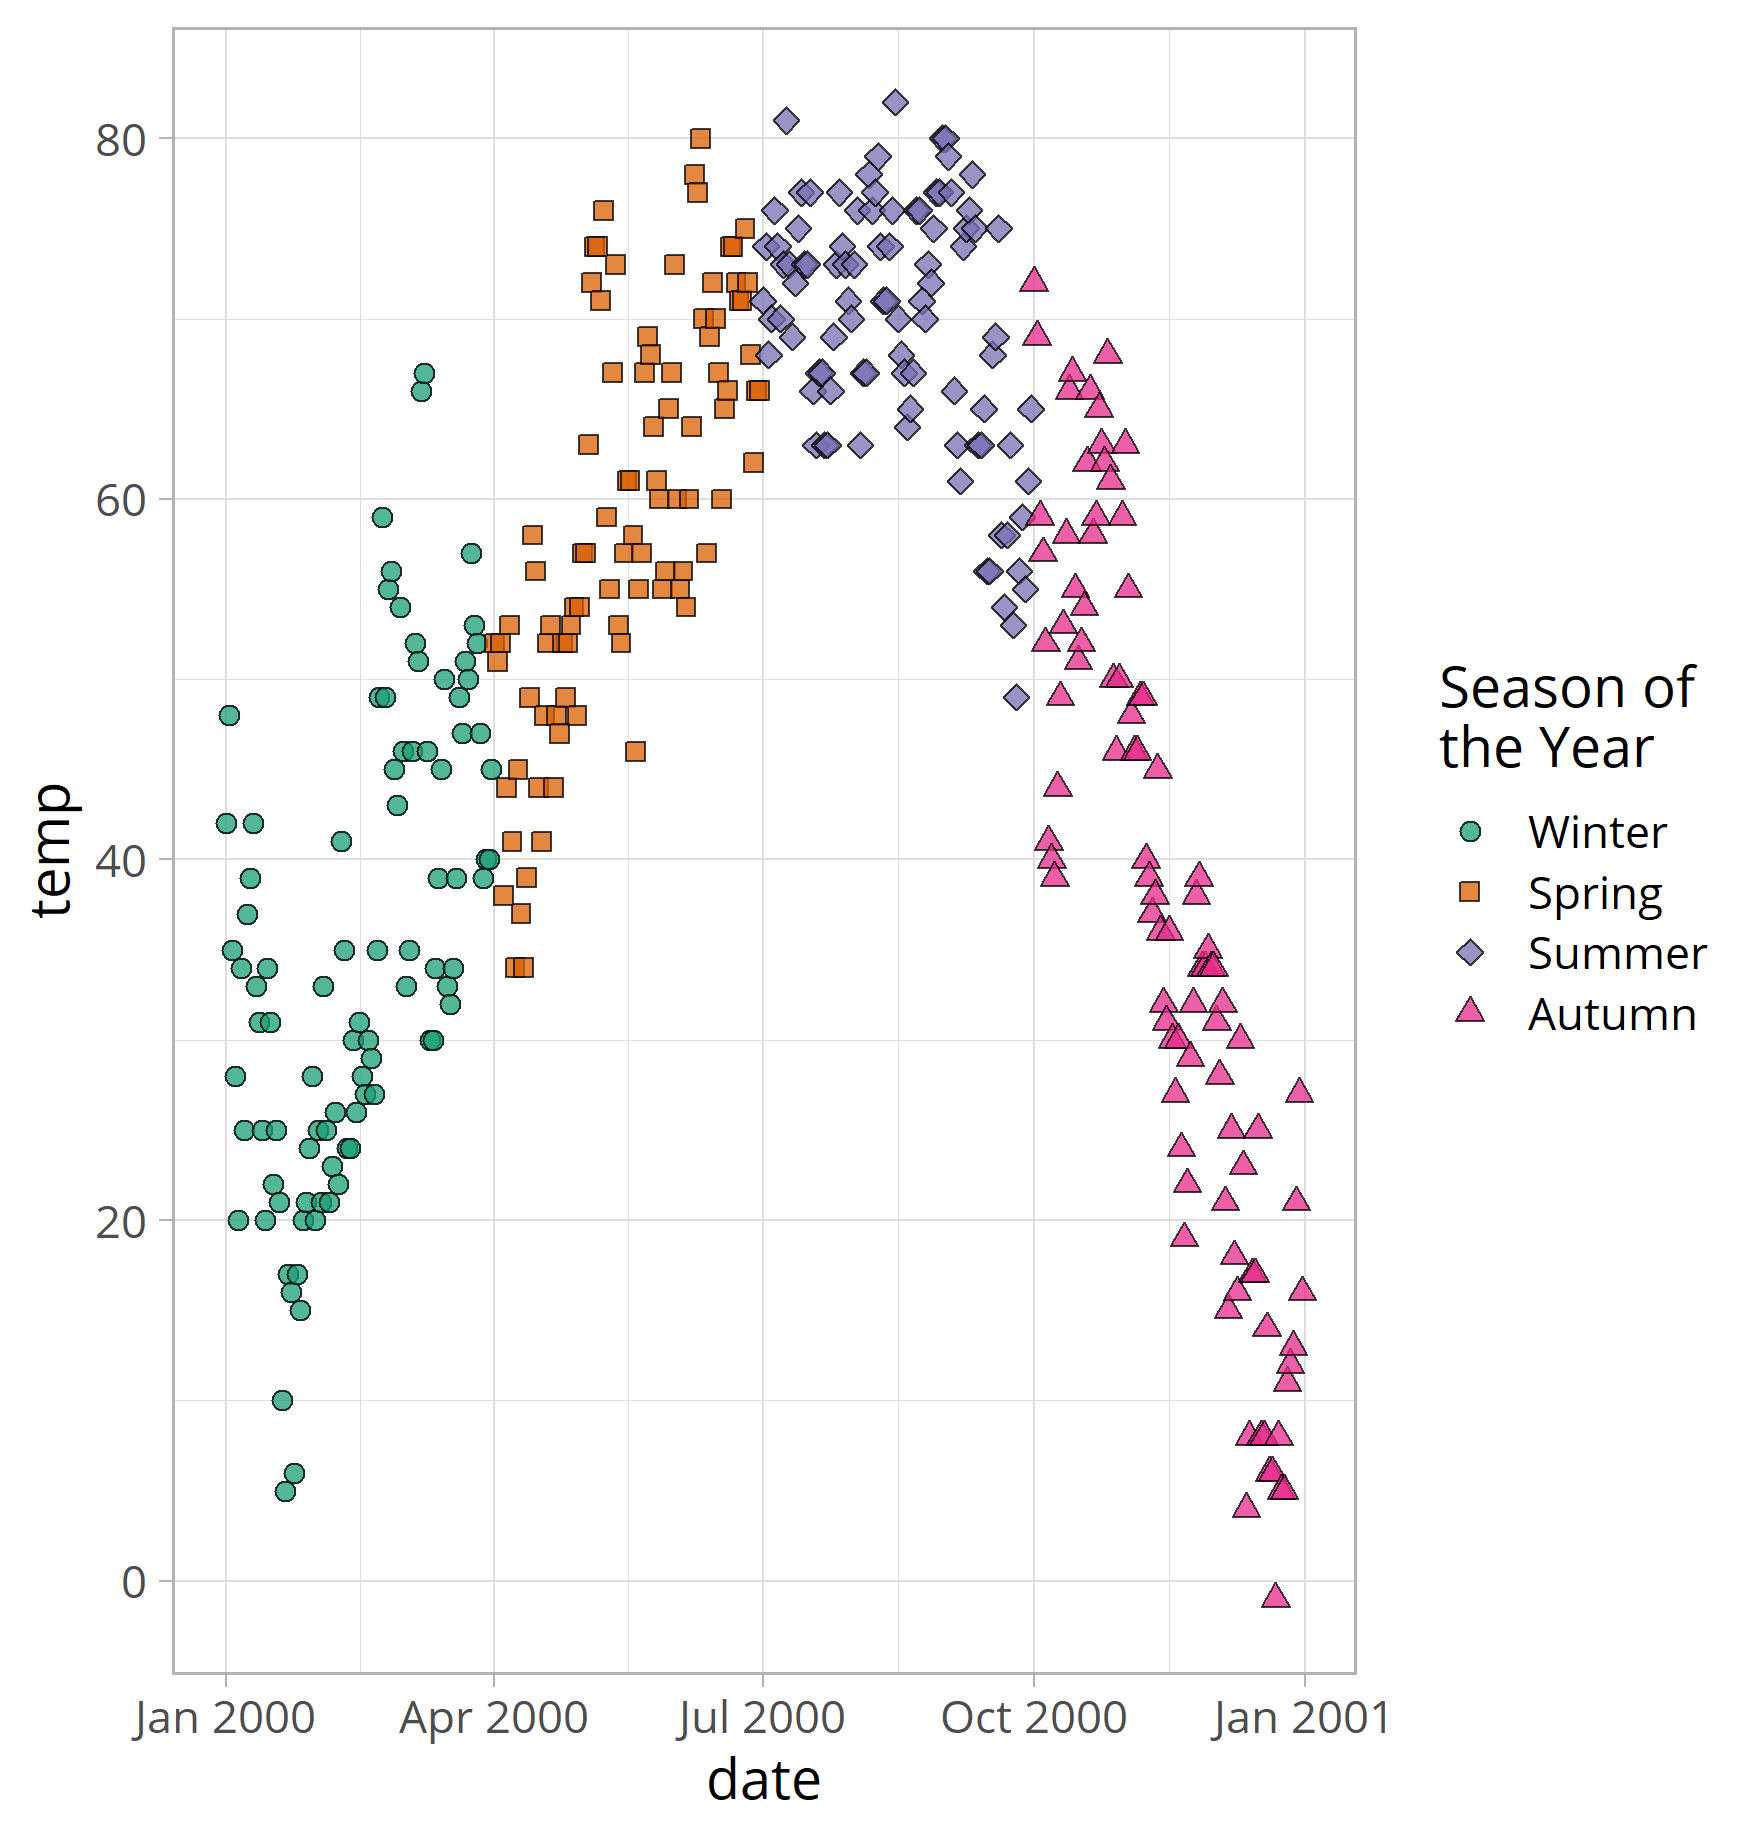 80
60
40
20
0
temp
Jan 2000
Apr 2000
Jul 2000
Oct 2000
Jan 2001
date
Season of
the Year
Winter
Spring
Summer
Autumn